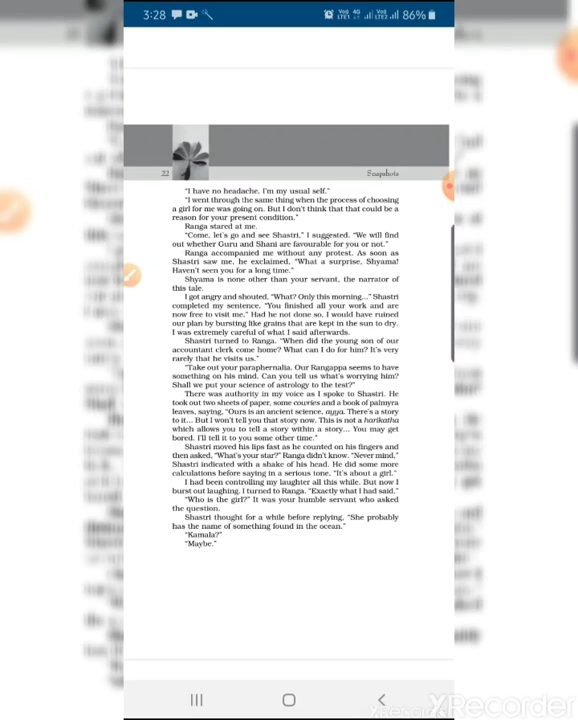 3:28
Vo) 4G Vo)
LTE1 LTE2 86%
22
Snapshots
"I have no headache, I'm my usual self."
"I went through the same thing when the process of choosing
a girl for me was going on. But I don't think that that could be a
reason for your present condition."
Ranga stared at me.
"Come, let's go and see Shastri," I suggested. "We will find
out whether Guru and Shani are favourable for you or not."
Ranga accompanied me without any protest. As soon as
Shastri saw me, he exclaimed, "What a surprise, Shyama!
Haven't seen you for a long time."
Shyama is none other than your servant, the narrator of
this tale.
I got angry and shouted, "What? Only this morning..." Shastri
completed my sentence, "You finished all your work and are
now free to visit me." Had he not done so, I would have ruined
our plan by bursting like grains that are kept in the sun to dry.
I was extremely careful of what I said afterwards.
Shastri turned to Ranga. "When did the young son of our
accountant clerk come home? What can I do for him? It's very
rarely that he visits us."
"Take out your paraphernalia. Our Rangappa seems to have
something on his mind. Can you tell us what's worrying him?
Shall we put your science of astrology to the test?"
There was authority in my voice as I spoke to Shastri. He
took out two sheets of paper, some cowries and a book of palmyra
leaves, saying, "Ours is an ancient science, ayya. There's a story
to it... But I won't tell you that story now. This is not a harikatha
which allows you to tell a story within a story... You may get
bored. I'll tell it to you some other time."
Shastri moved his lips fast as he counted on his fingers and
then asked, "What's your star?" Ranga didn't know. "Never mind,"
Shastri indicated with a shake of his head. He did some more
calculations before saying in a serious tone, "It's about a girl."
I had been controlling my laughter all this while. But now I
burst out laughing. I turned to Ranga. "Exactly what I had said."
"Who is the girl?" It was your humble servant who asked
the question.
Shastri thought for a while before replying, "She probably
has the name of something found in the ocean."
"Kamala?"
"Maybe."
XRecorder